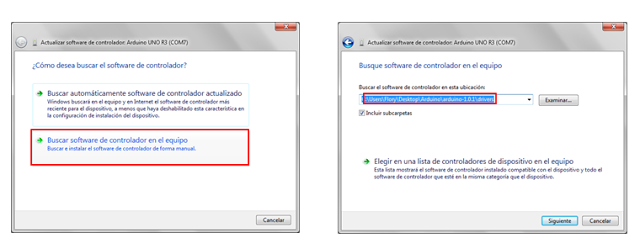 Actualizar software de controlador: Arduino UNO R3 (COM7)
¿Cómo desea buscar el software de controlador?
Buscar automáticamente software de controlador actualizado
Windows buscará en el equipo y en Internet el software de controlador más
reciente para el dispositivo, a menos que haya deshabilitado esta característica en
la configuración de instalación del dispositivo.
Buscar software de controlador en el equipo
Buscar e instalar el software de controlador de forma manual.
Cancelar
Actualizar software de controlador: Arduino UNO R3 (COM7)
Busque software de controlador en el equipo
Buscar el software de controlador en esta ubicación:
\Users\Flery\Desktop\Arduino\arduino-1.0.1\drivers
Examinar...
Incluir subcarpetas
Elegir en una lista de controladores de dispositivo en el equipo
Esta lista mostrará el software de controlador instalado compatible con el dispositivo y todo el
software de controlador que esté en la misma categoría que el dispositivo.
Siguiente
Cancelar